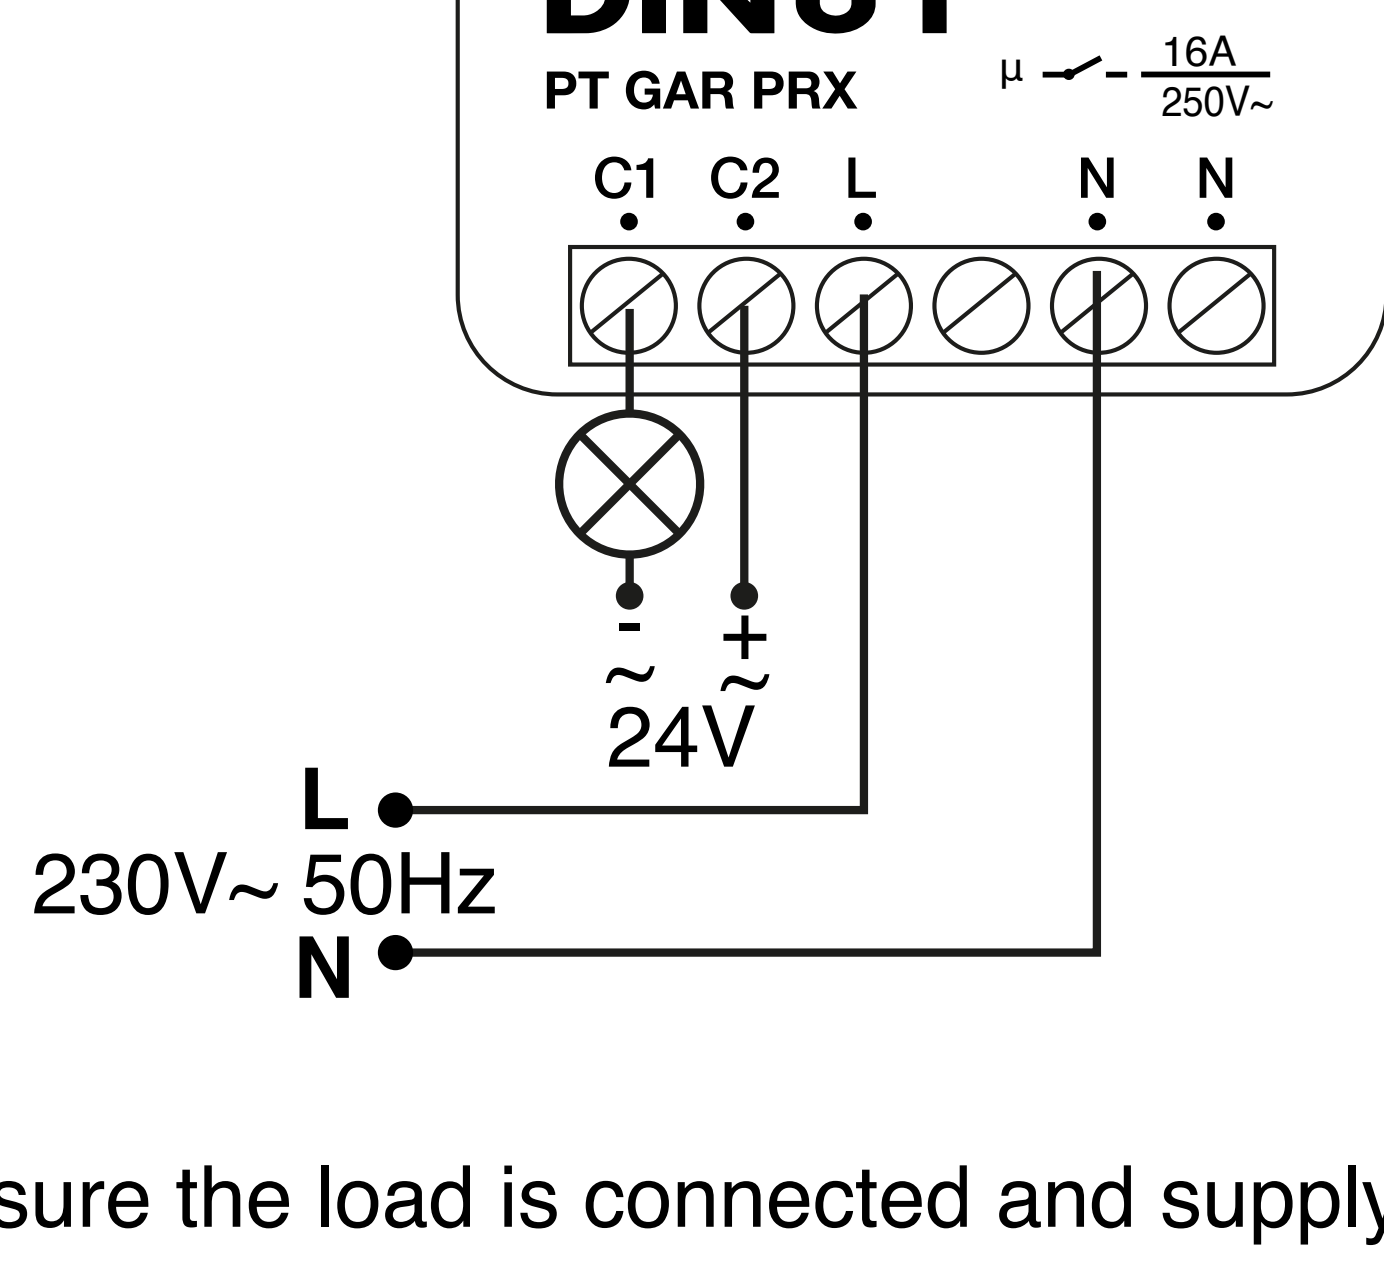 PT GAR PRX
µ 16A
250V~
C1 C2 L N N
-
+
~ ~
24V
L
230V~ 50Hz
N
sure the load is connected and supply